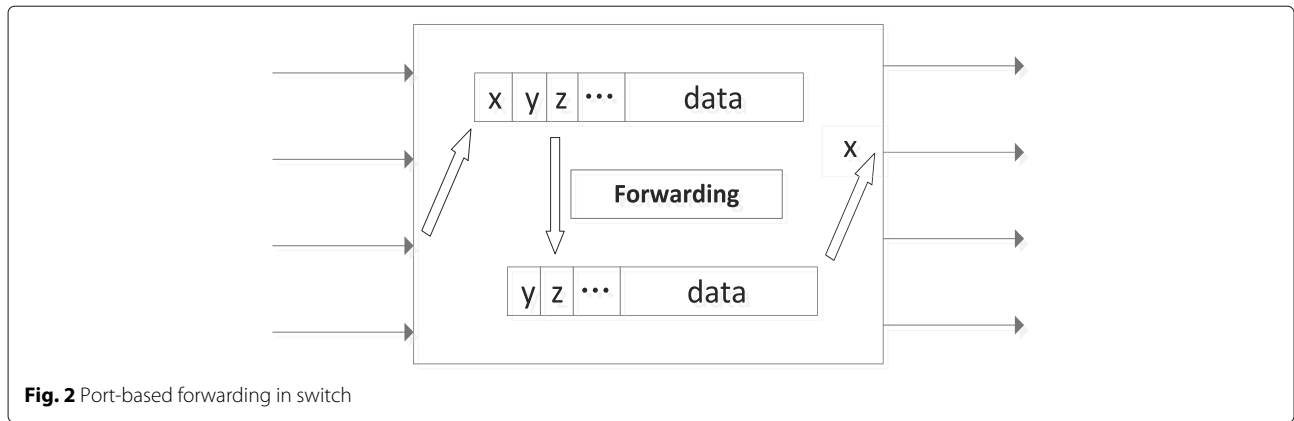 x y z ··· data
x
Forwarding
y z ··· data
Fig. 2 Port-based forwarding in switch